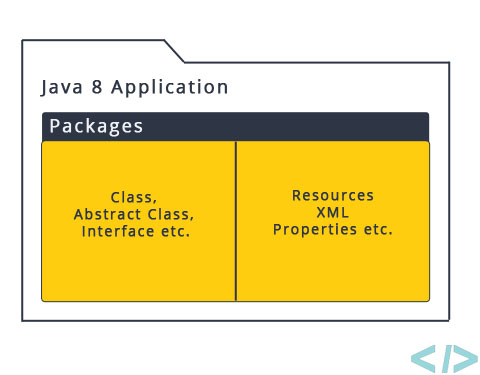 Java 8 Application
Packages
Class,
Abstract Class,
Interface etc.
Resources
XML
Properties etc.
</>